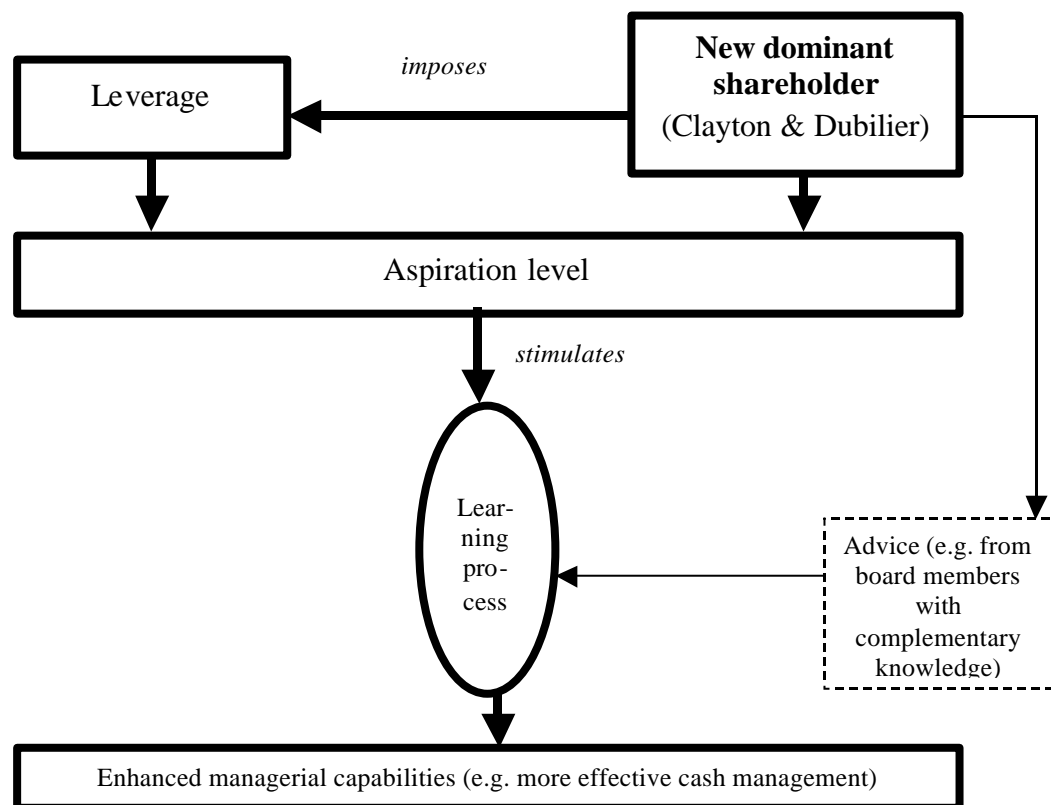 New dominant
shareholder
(Clayton & Dubilier)
imposes
Leverage
Aspiration level
stimulates
Lear-
ning
pro-
cess
Advice (e.g. from
board members
with
complementary
knowledge)
Enhanced managerial capabilities (e.g. more effective cash management)